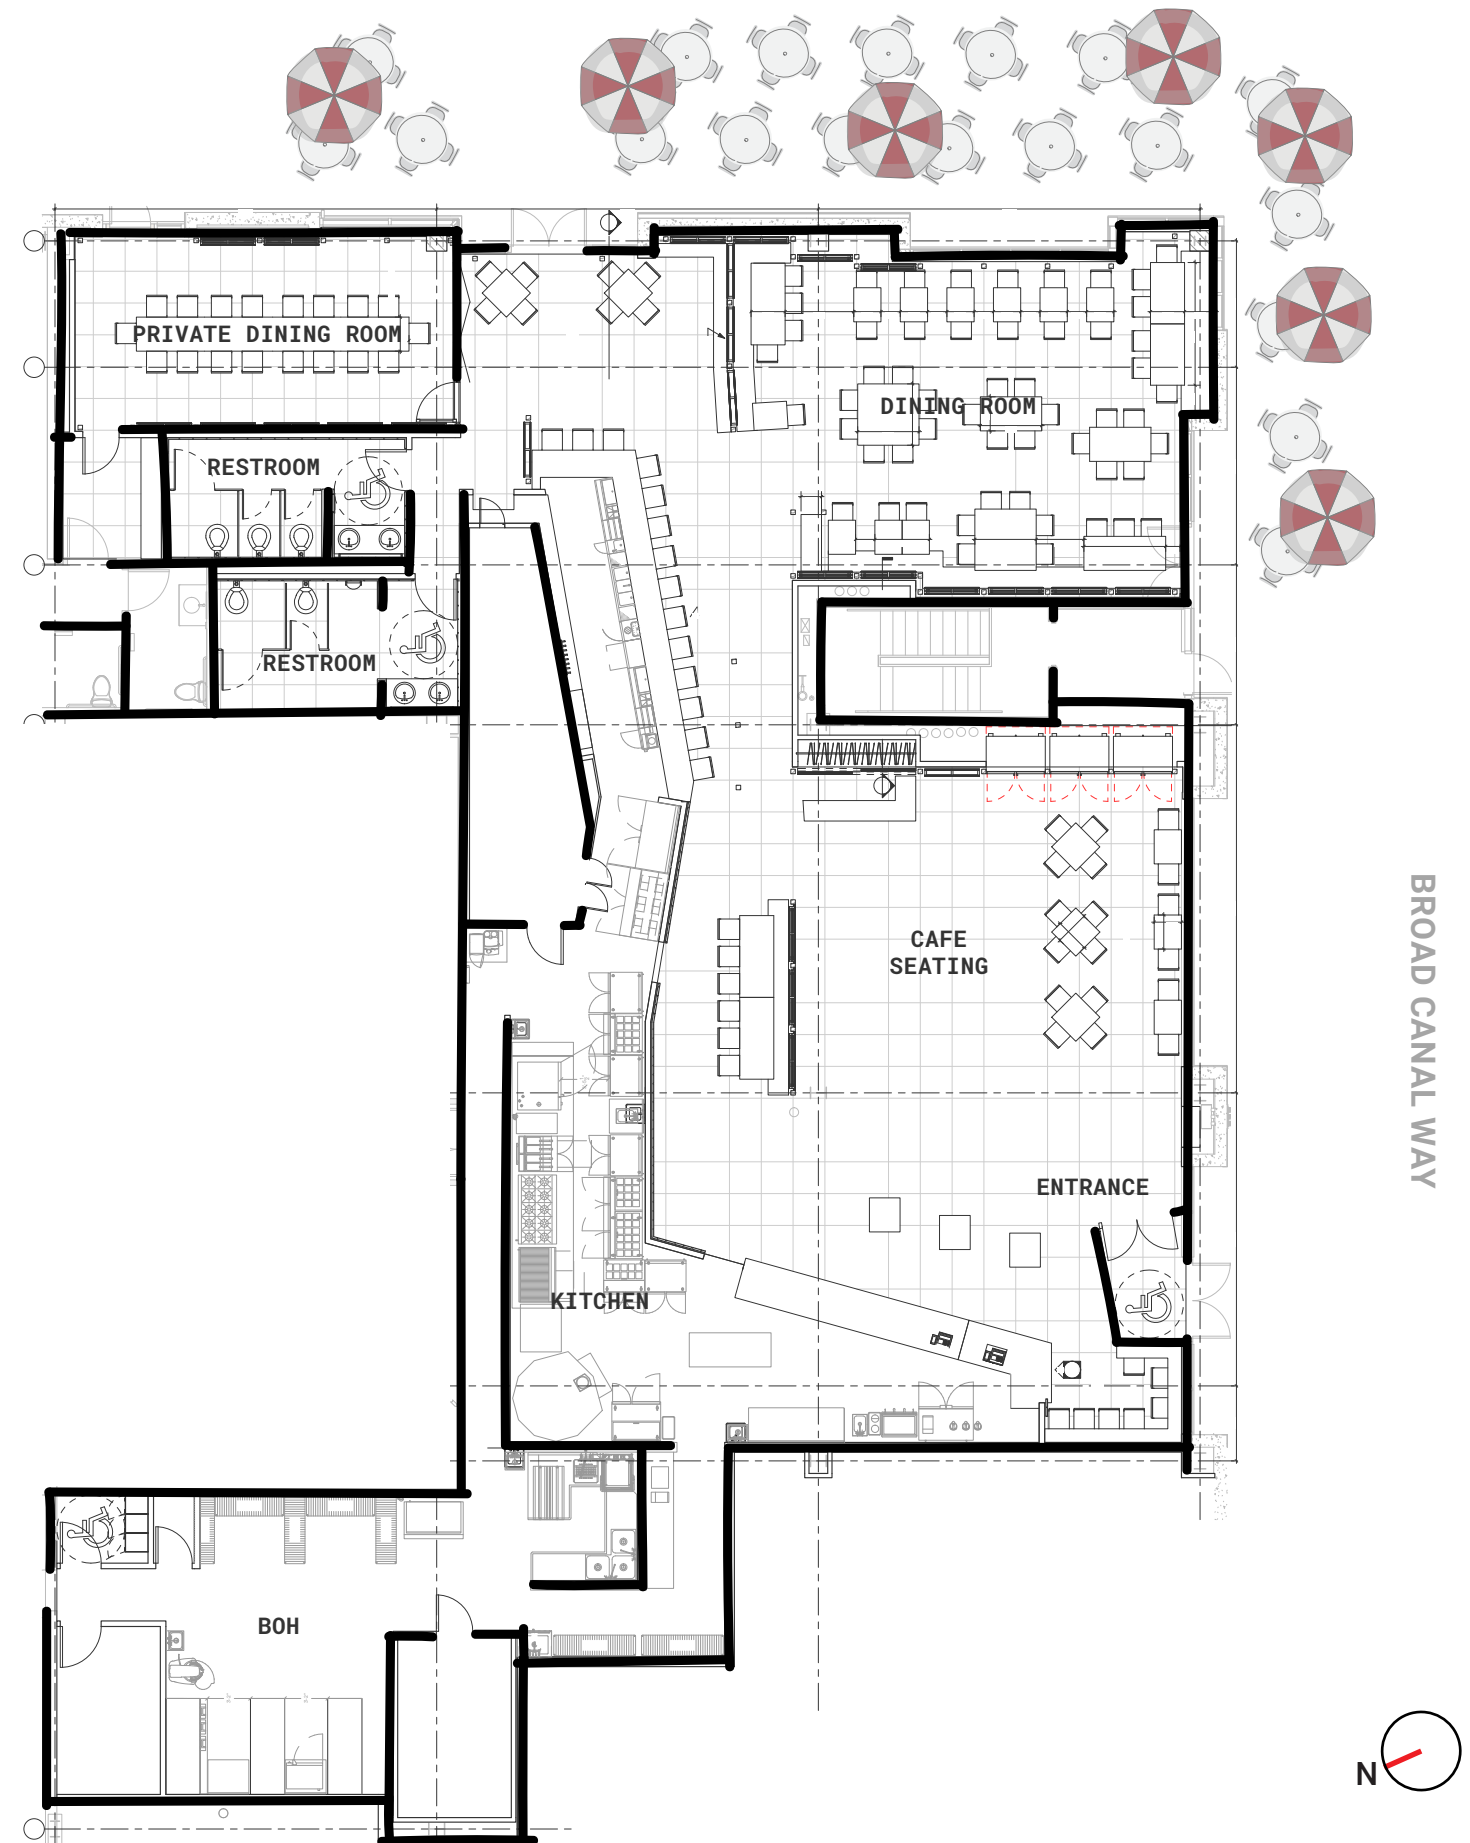 PRIVATE DINING ROOM
DINING ROOM
RESTROOM
RESTROOM
CAFE
SEATING
BROAD CANAL WAY
ENTRANCE
KITCHEN
BOH
N